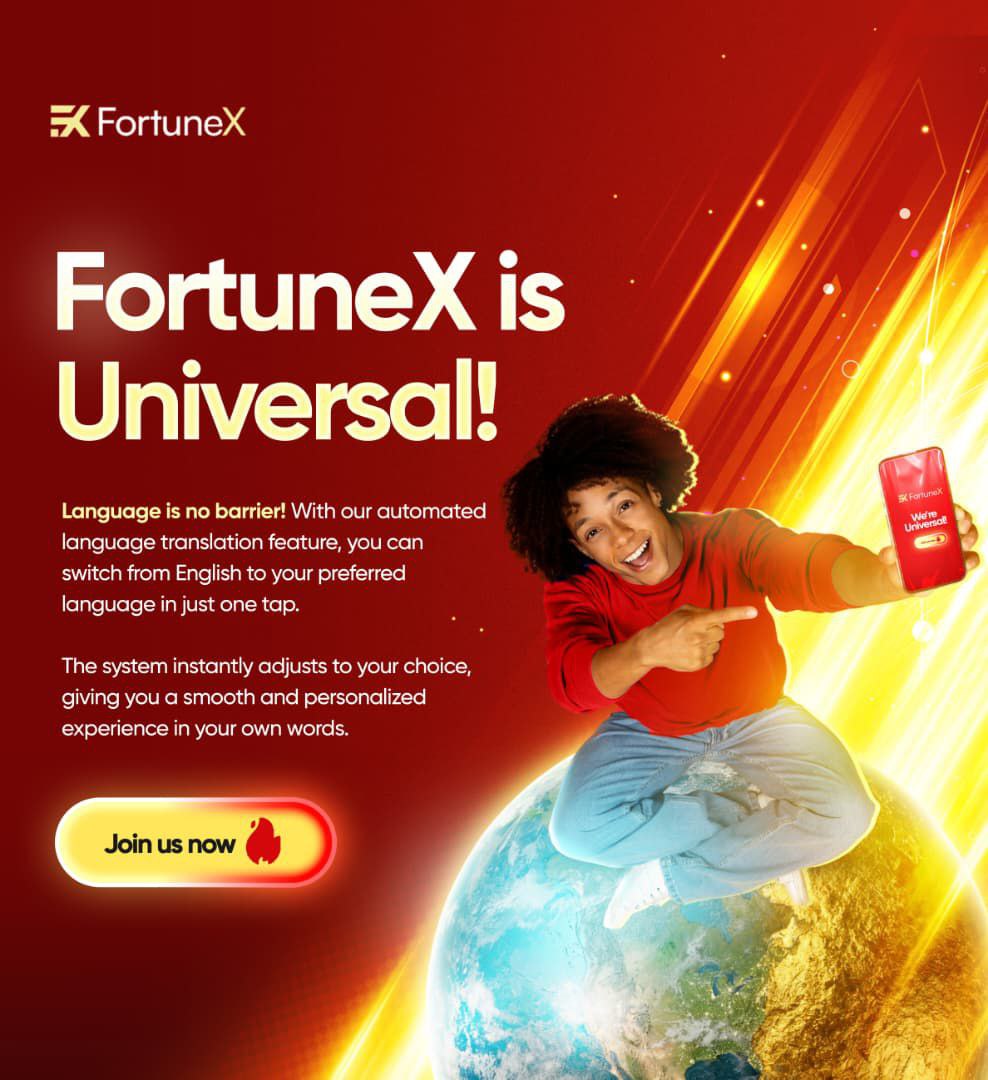 FortuneX
FortuneX is
Universal!
Language is no barrier! With our automated
language translation feature, you can
switch from English to your preferred
language in just one tap.
The system instantly adjusts to your choice,
giving you a smooth and personalized
experience in your own words.
Join us now
FortuneX
We're
Universal!